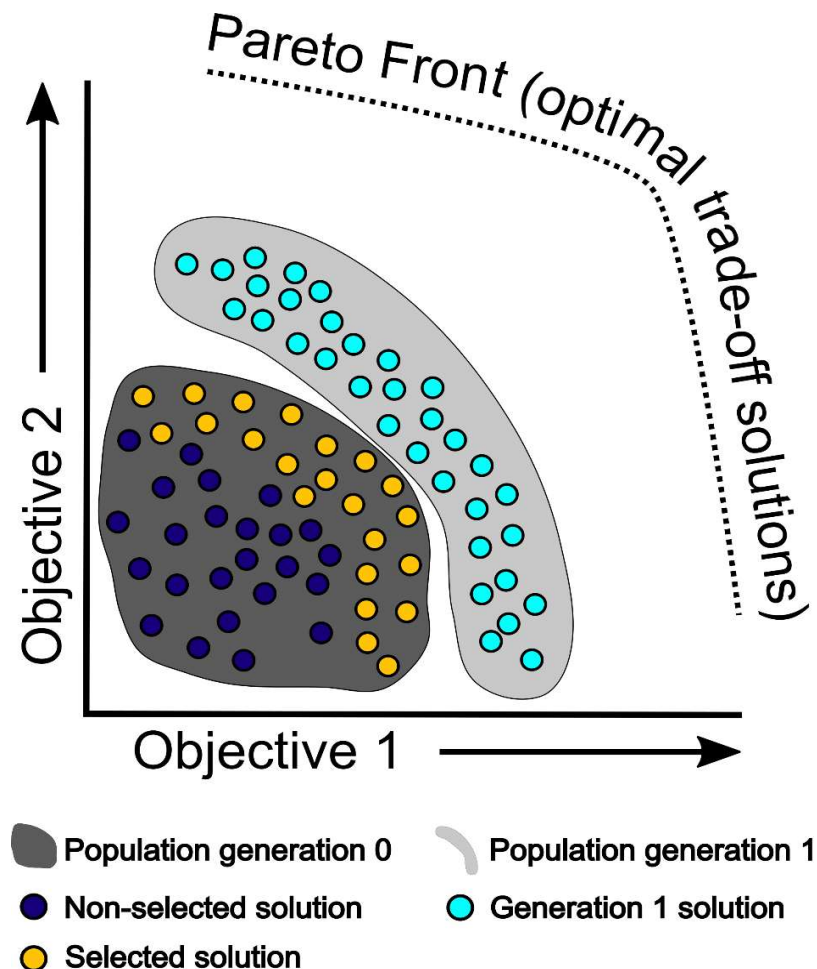 Pareto Front (optimal trade-off solutions)
Objective 2
Objective 1
Population generation 0
Population generation 1
Non-selected solution
Generation 1 solution
Selected solution